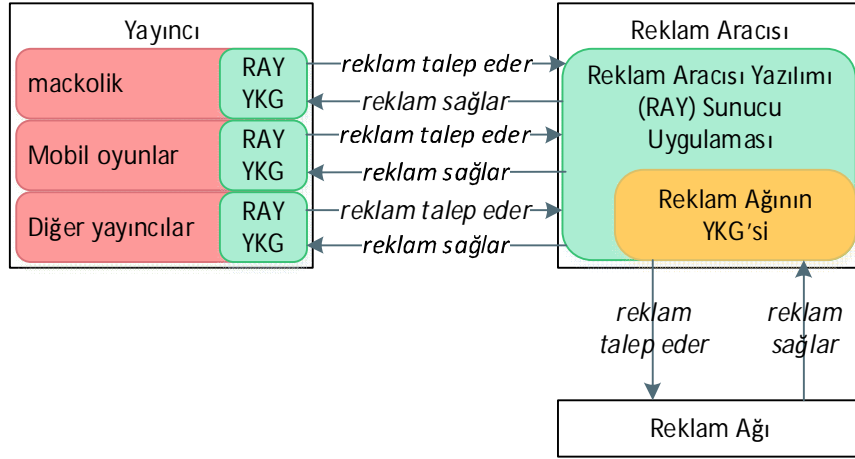 Yayıncı
mackolik
RAY
YKG
Mobil oyunlar
RAY
YKG
Diğer yayıncılar
RAY
YKG
reklam talep eder
reklam sağlar
reklam talep eder
reklam sağlar
reklam talep eder
reklam sağlar
Reklam Aracısı
Reklam Aracısı Yazılımı
(RAY) Sunucu
Uygulaması
Reklam Ağının
YKG'si
reklam
talep eder
reklam
sağlar
Reklam Ağı